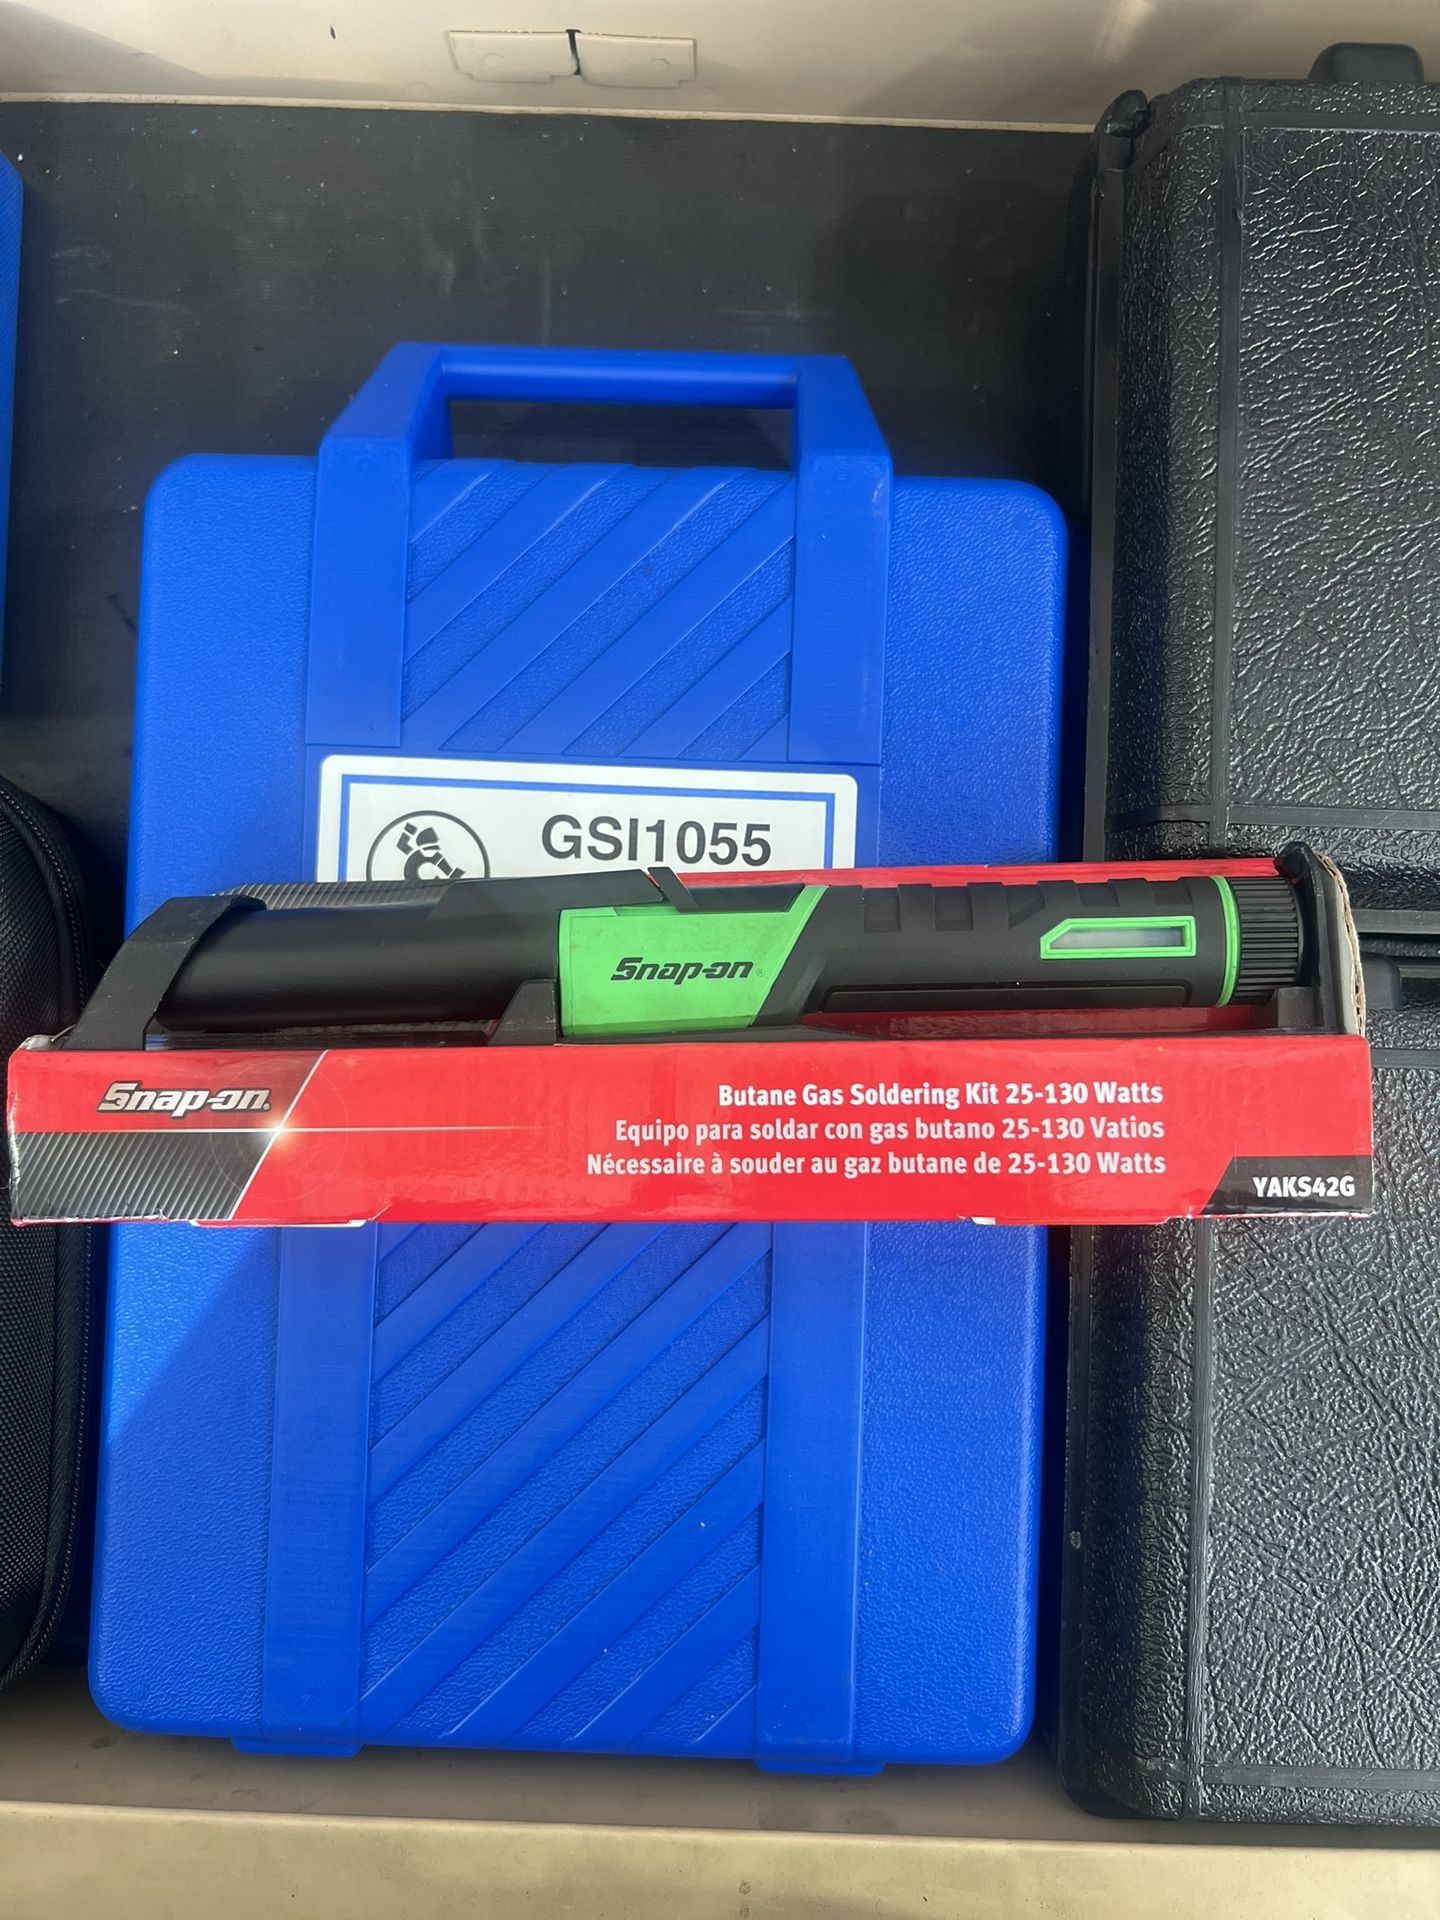 GSI1055
Snap-on®
Snap-on®
Butane Gas Soldering Kit 25-130 Watts
Equipo para soldar con gas butano 25-130 Vatios
Nécessaire à souder au gaz butane de 25-130 Watts
YAKS42G